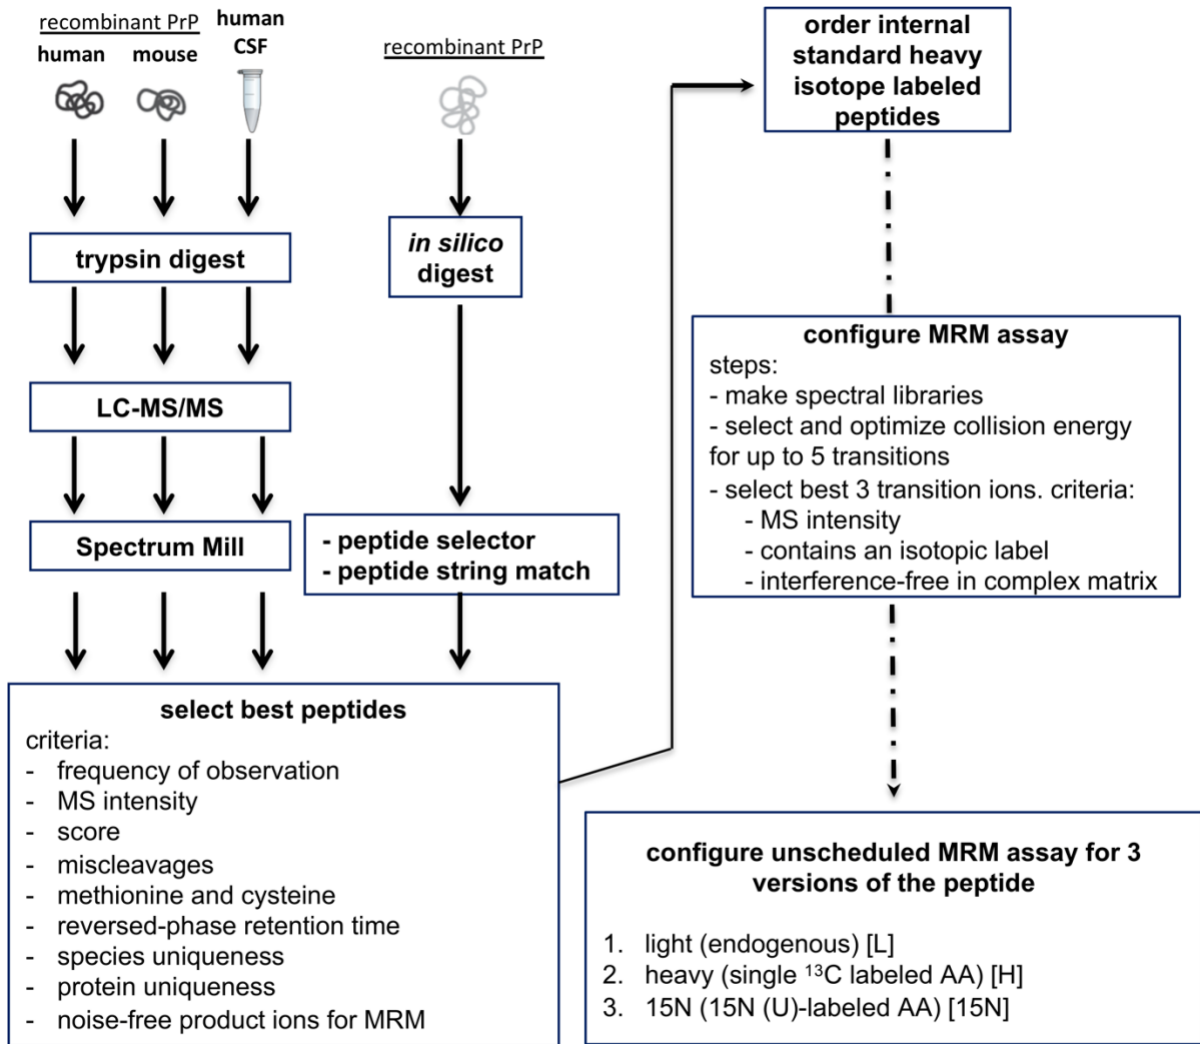 recombinant PrP
human
mouse
human
CSF
trypsin digest
LC-MS/MS
Spectrum Mill
recombinant PrP
in silico
digest
- peptide selector
- peptide string match
select best peptides
criteria:
- frequency of observation
- MS intensity
- score
- miscleavages
- methionine and cysteine
- reversed-phase retention time
- species uniqueness
- protein uniqueness
- noise-free product ions for MRM
order internal
standard heavy
isotope labeled
peptides
configure MRM assay
steps:
- make spectral libraries
- select and optimize collision energy
for up to 5 transitions
- select best 3 transition ions. criteria:
- MS intensity
- contains an isotopic label
- interference-free in complex matrix
configure unscheduled MRM assay for 3
versions of the peptide
1. light (endogenous) [L]
2. heavy (single ¹³C labeled AA) [H]
3. 15N (15N (U)-labeled AA) [15N]